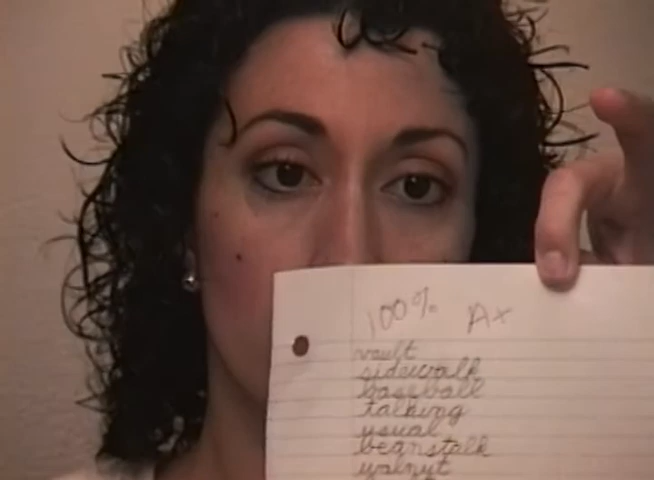 100% A+
vault
sidewalk
baseball
talking
usual
beanstalk
walnut